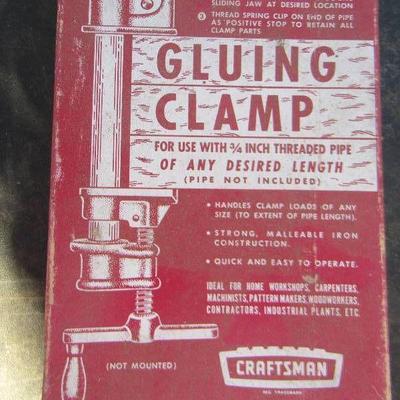 SLIDING JAW AT DESIRED LOCATION
3 THREAD SPRING CLIP ON END OF PIPE
AS POSITIVE STOP TO RETAIN ALL
CLAMP PARTS
GLUING
CLAMP
FOR USE WITH 3/4 INCH THREADED PIPE
OF ANY DESIRED LENGTH
(PIPE NOT INCLUDED)
• HANDLES CLAMP LOADS OF ANY
SIZE (TO EXTENT OF PIPE LENGTH).
• STRONG, MALLEABLE IRON
CONSTRUCTION.
• QUICK AND EASY TO OPERATE.
IDEAL FOR HOME WORKSHOPS, CARPENTERS,
MACHINISTS, PATTERN MAKERS, WOODWORKERS,
CONTRACTORS, INDUSTRIAL PLANTS, ETC.
(NOT MOUNTED)
CRAFTSMAN
REG. TRADEMARK